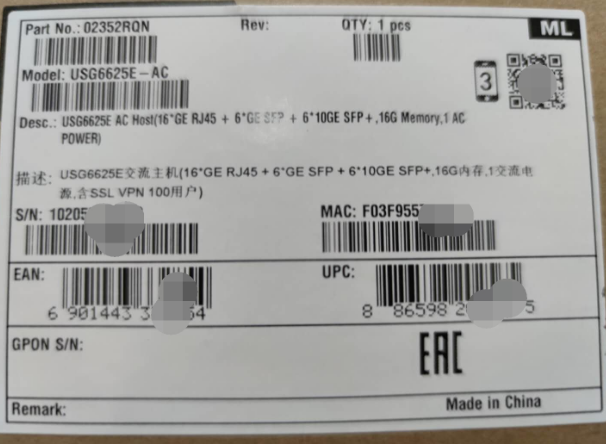 Part No.: 02352RQN Rev: QTY: 1 pcs ML
Model: USG6625E-AC 3
Desc.: USG6625E AC Host(16*GE RJ45 + 6*GE SFP + 6*10GE SFP+,16G Memory,1 AC
POWER)
描述: USG6625E交流主机(16*GE RJ45 + 6*GE SFP + 6*10GE SFP+,16G内存,1交流电
源,含SSL VPN 100用户)
S/N: 10205 MAC: F03F955
EAN: UPC:
6 901443 3 64 8 86598 2 5
GPON S/N: EAC
Remark: Made in China